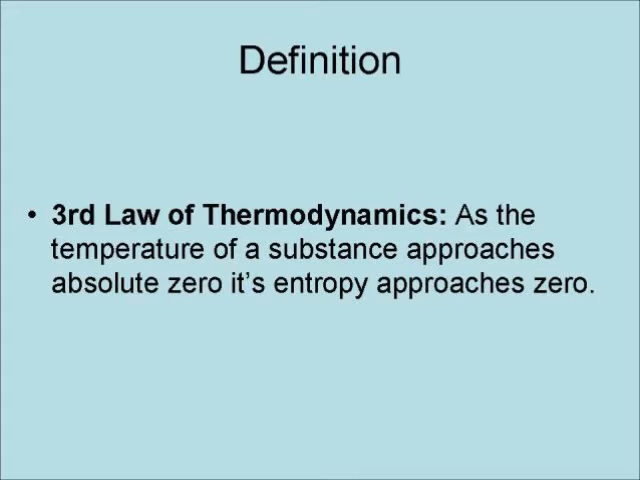 Definition
• 3rd Law of Thermodynamics: As the
temperature of a substance approaches
absolute zero it’s entropy approaches zero.